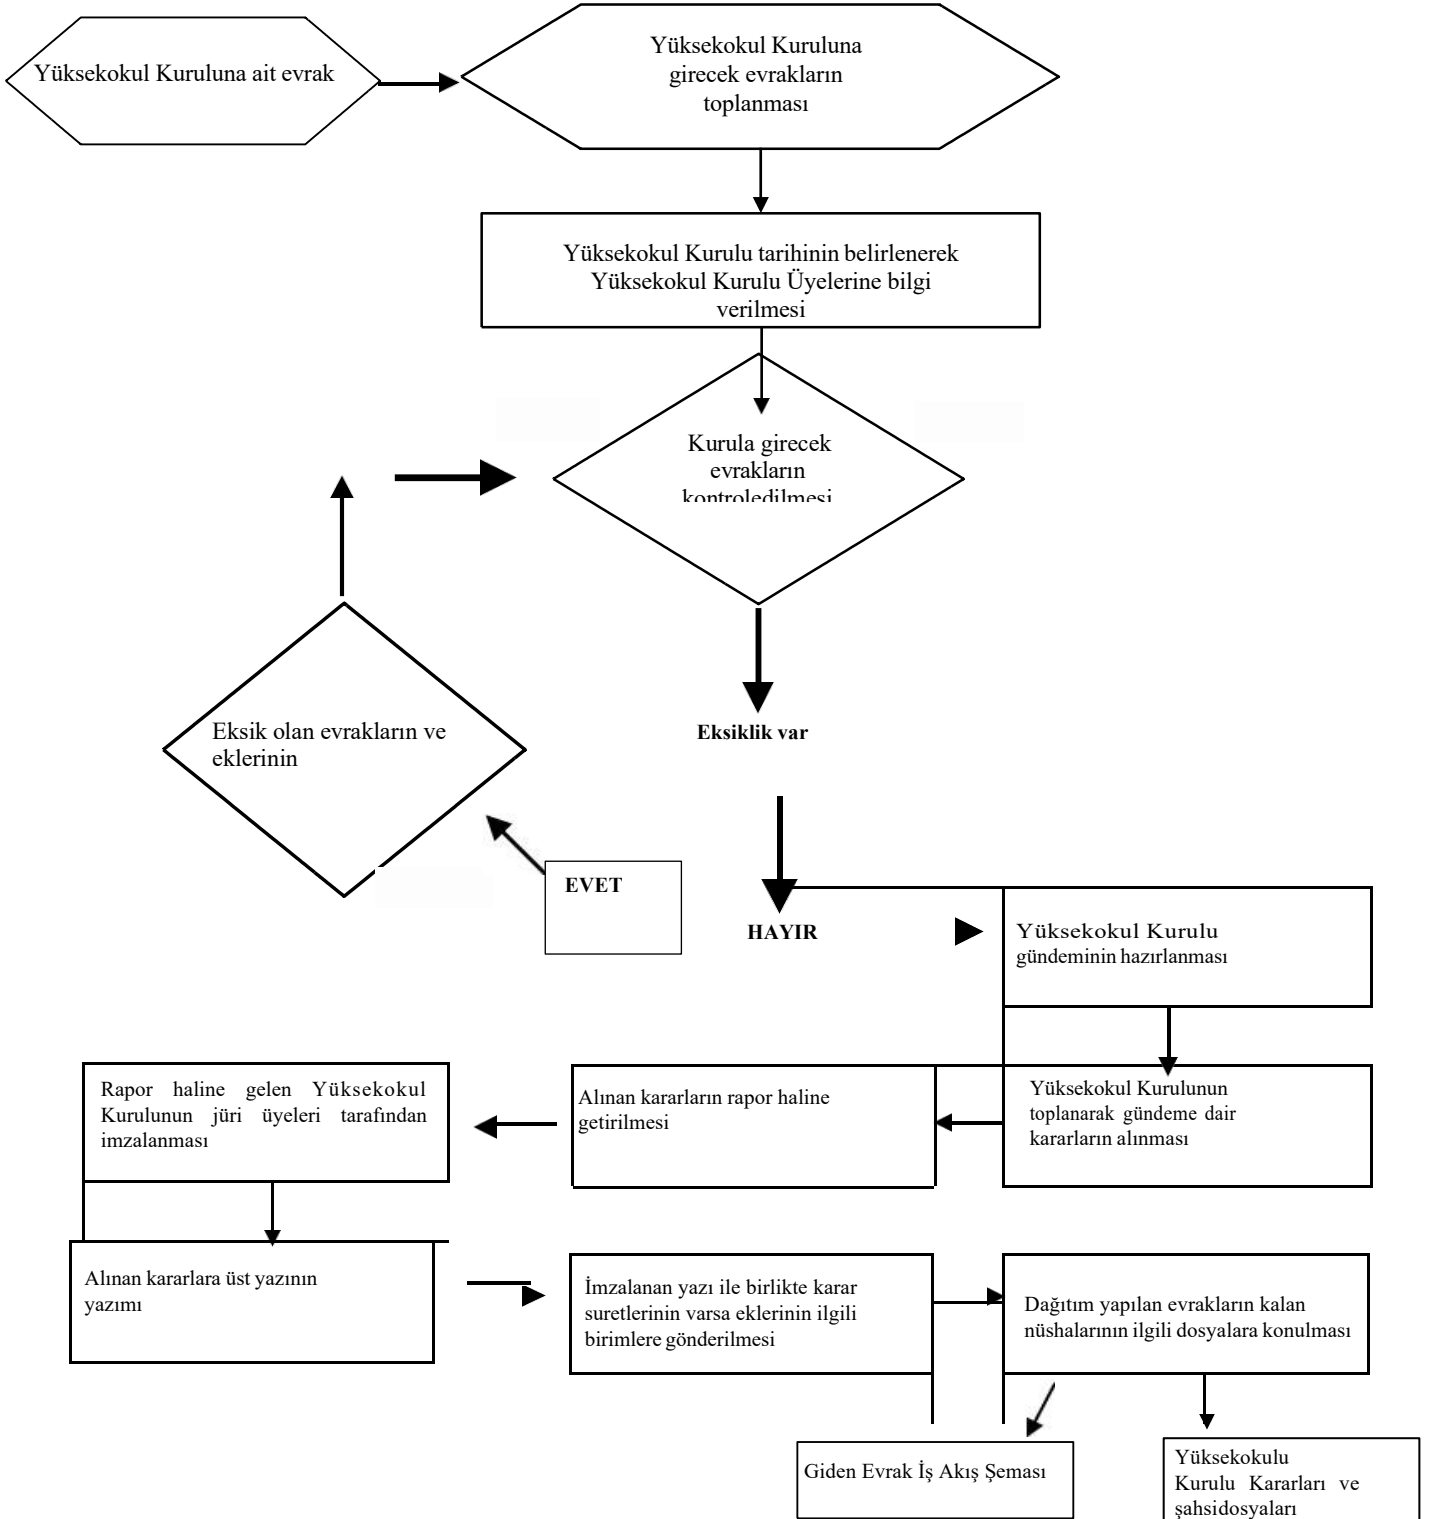 Yüksekokul Kuruluna ait evrak
Yüksekokul Kuruluna
girecek evrakların
toplanması
Yüksekokul Kurulu tarihinin belirlenerek
Yüksekokul Kurulu Üyelerine bilgi
verilmesi
Kurula girecek
evrakların
kontroledilmesi
Eksik olan evrakların ve
eklerinin
Eksiklik var
EVET
HAYIR
Yüksekokul Kurulu
gündeminin hazırlanması
Rapor haline gelen Yüksekokul
Kurulunun jüri üyeleri tarafından
imzalanması
Alınan kararların rapor haline
getirilmesi
Yüksekokul Kurulunun
toplanarak gündeme dair
kararların alınması
Alınan kararlara üst yazının
yazımı
İmzalanan yazı ile birlikte karar
suretlerinin varsa eklerinin ilgili
birimlere gönderilmesi
Dağıtım yapılan evrakların kalan
nüshalarının ilgili dosyalara konulması
Giden Evrak İş Akış Şeması
Yüksekokulu
Kurulu Kararları ve
şahsidosyaları